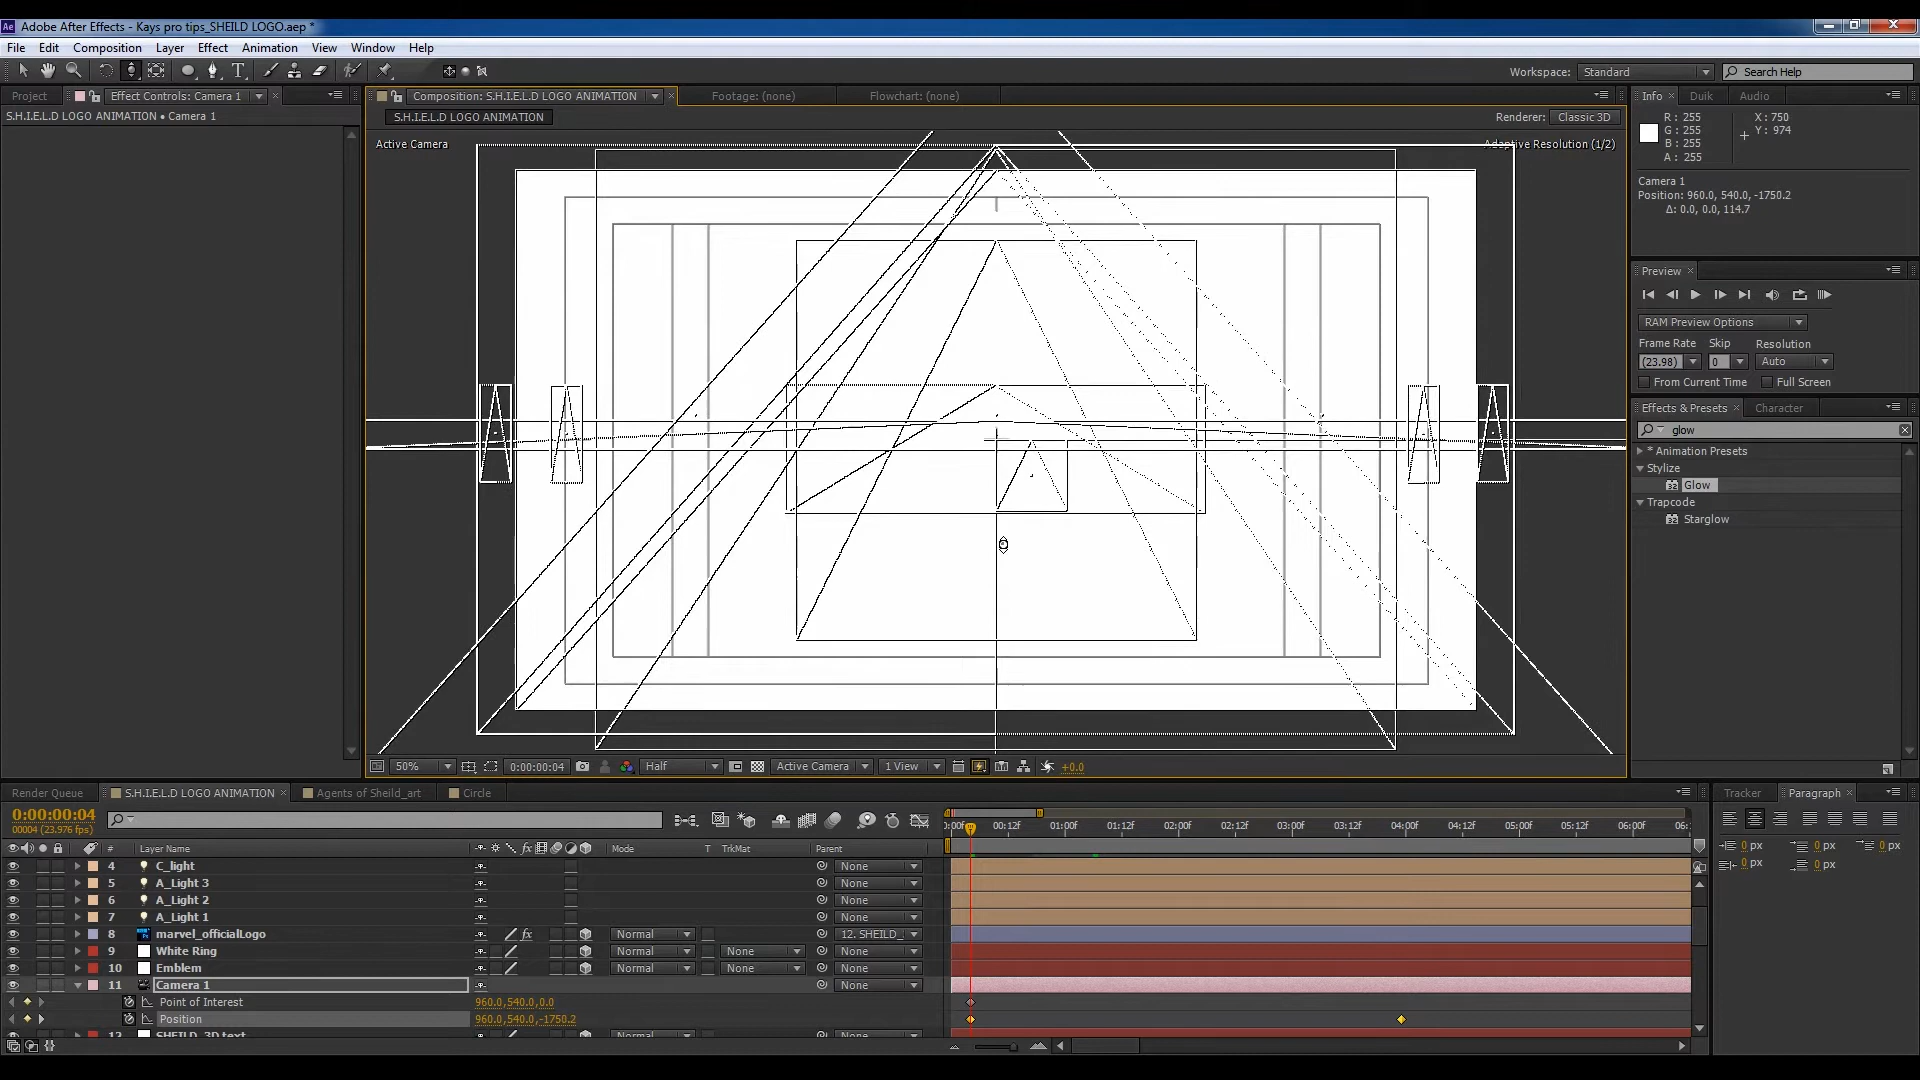 Adobe After Effects - Kays pro tips_SHEILD LOGO.aep *
File Edit Composition Layer Effect Animation View Window Help
Workspace: Standard Search Help
Project Effect Controls: Camera 1
S.H.I.E.L.D LOGO ANIMATION • Camera 1
Composition: S.H.I.E.L.D LOGO ANIMATION Footage: (none) Flowchart: (none)
S.H.I.E.L.D LOGO ANIMATION Renderer: Classic 3D
Active Camera Adaptive Resolution (1/2)
Info Duik Audio
R : 255 X : 750
G : 255 Y : 974
B : 255
A : 255
Camera 1
Position: 960.0, 540.0, -1750.2
Δ: 0.0, 0.0, 114.7
Preview
RAM Preview Options
Frame Rate Skip Resolution
(23.98) 0 Auto
From Current Time Full Screen
Effects & Presets Character
glow
* Animation Presets
Stylize
Glow
Trapcode
Starglow
50% 0:00:00:04 Half Active Camera 1 View +0.0
Render Queue S.H.I.E.L.D LOGO ANIMATION Agents of Sheild_art Circle
0:00:00:04
00004 (23.976 fps)
0:00f 00:12f 01:00f 01:12f 02:00f 02:12f 03:00f 03:12f 04:00f 04:12f 05:00f 05:12f 06:00f 06:
# Layer Name Mode T TrkMat Parent
4 C_light None
5 A_Light 3 None
6 A_Light 2 None
7 A_Light 1 None
8 marvel_officialLogo Normal 12. SHEILD_
9 White Ring Normal None None
10 Emblem Normal None None
11 Camera 1 None
Point of Interest 960.0,540.0,0.0
Position 960.0,540.0,-1750.2
12 SHEILD_3D text Normal None
Tracker Paragraph
0 px 0 px 0 px
0 px 0 px